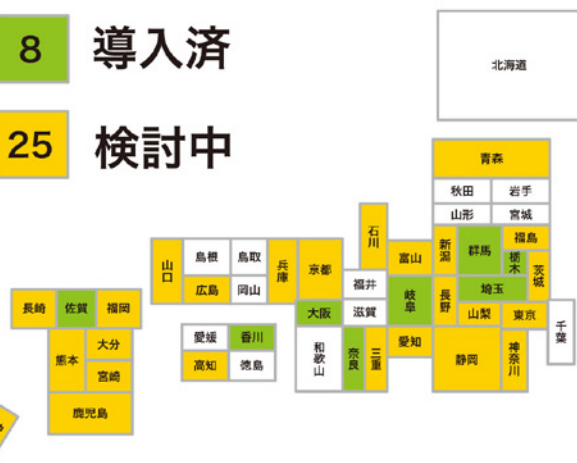 8 導入済
25 検討中
北海道
青森
秋田 岩手
山形 宮城
石川 新潟 群馬 福島
山口 島根 鳥取 兵庫 京都 富山 栃木 茨城
広島 岡山 福井 岐阜 長野 埼玉
長崎 佐賀 福岡 大阪 滋賀 山梨 東京 千葉
愛媛 香川 和歌山 奈良 三重 愛知 静岡 神奈川
熊本 大分 高知 徳島
宮崎
鹿児島